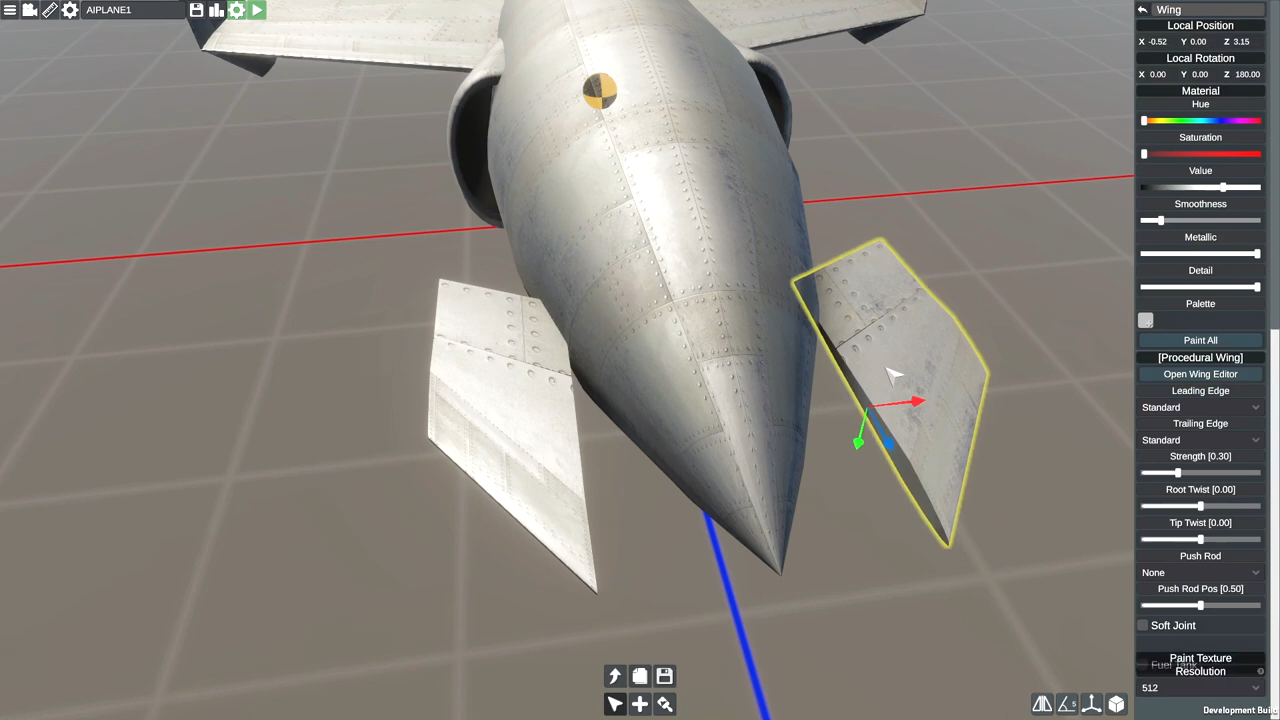 AIPLANE1
Wing
Local Position
X -0.52 Y 0.00 Z 3.15
Local Rotation
X 0.00 Y 0.00 Z 180.00
Material
Hue
Saturation
Value
Smoothness
Metallic
Detail
Palette
Paint All
[Procedural Wing]
Open Wing Editor
Leading Edge
Standard
Trailing Edge
Standard
Strength [0.30]
Root Twist [0.00]
Tip Twist [0.00]
Push Rod
None
Push Rod Pos [0.50]
Soft Joint
Fuel Tank
Paint Texture
Resolution
512
5
Development Build